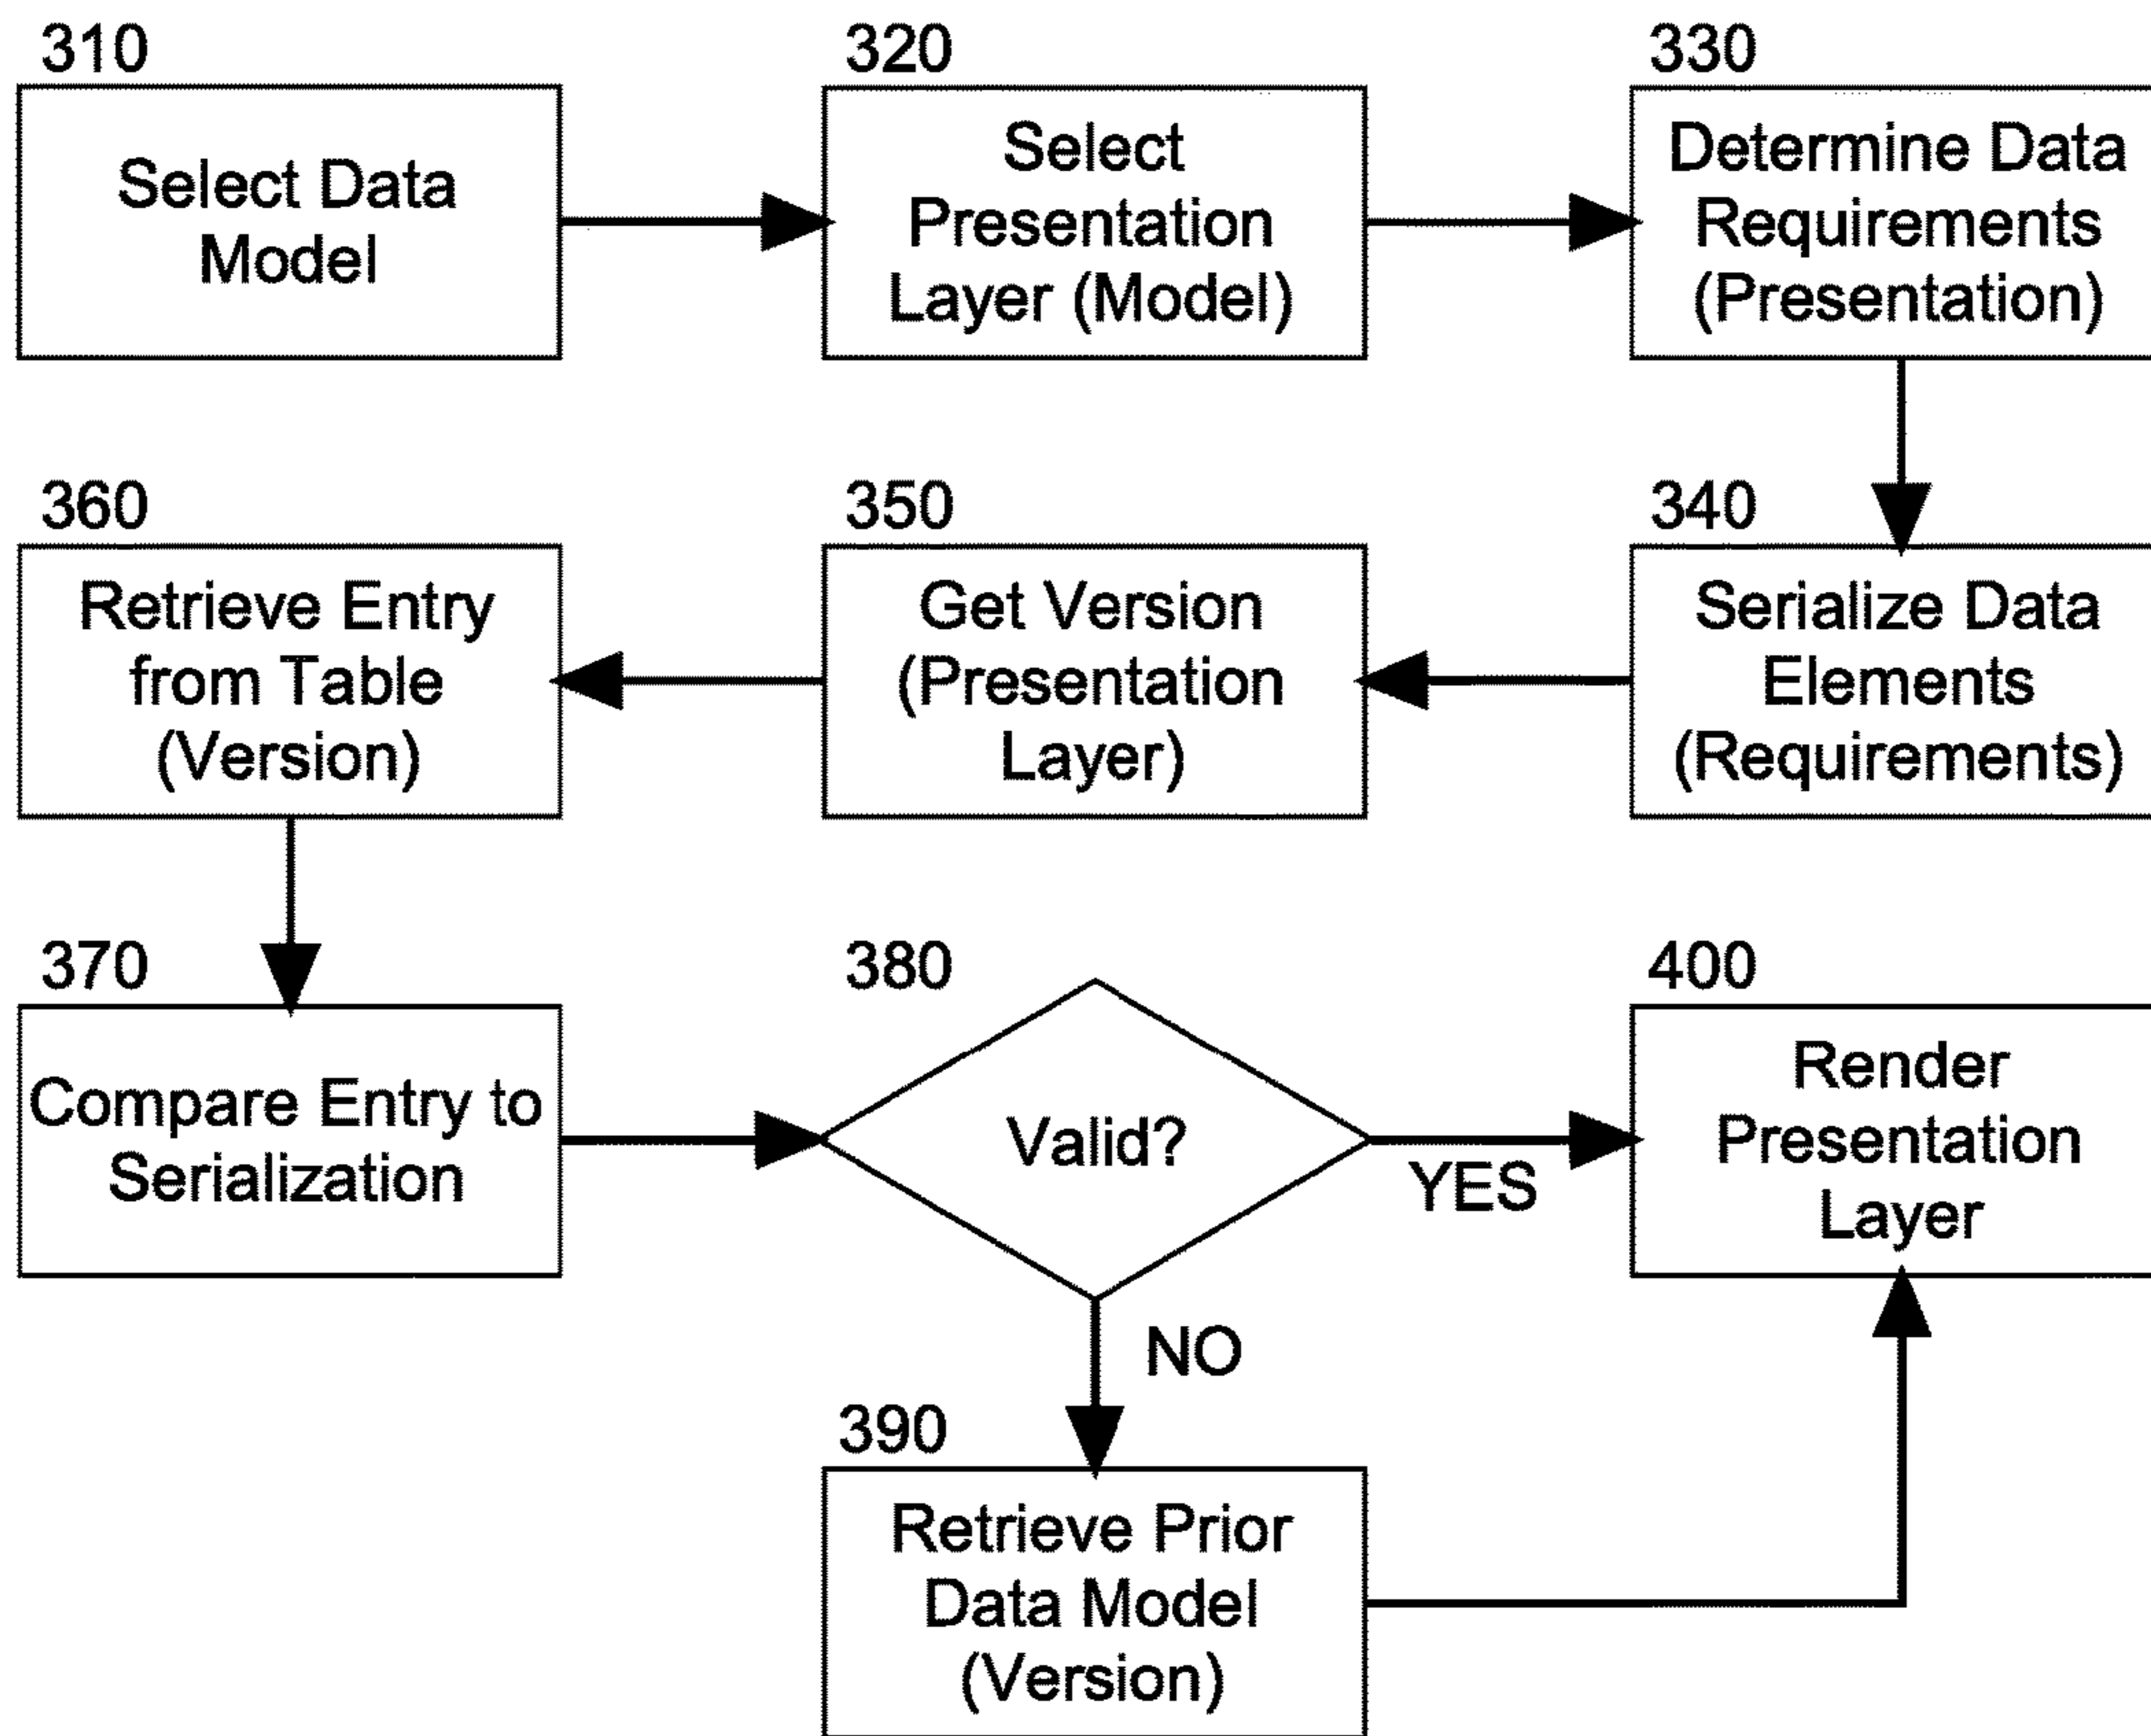 310
Select Data
Model
320
Select
Presentation
Layer (Model)
330
Determine Data
Requirements
(Presentation)
340
Serialize Data
Elements
(Requirements)
350
Get Version
(Presentation
Layer)
360
Retrieve Entry
from Table
(Version)
370
Compare Entry to
Serialization
380
Valid?
YES
NO
390
Retrieve Prior
Data Model
(Version)
400
Render
Presentation
Layer